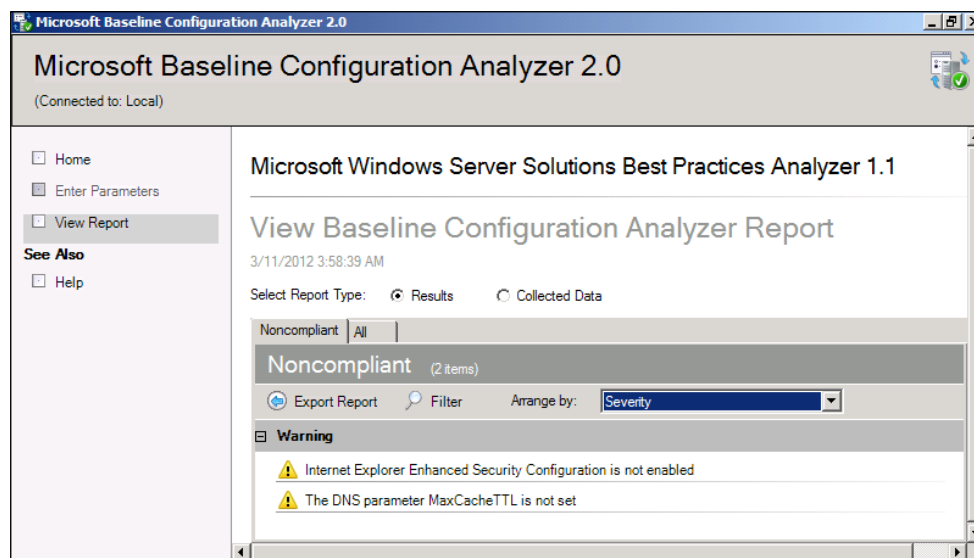 Microsoft Baseline Configuration Analyzer 2.0
Microsoft Baseline Configuration Analyzer 2.0
(Connected to: Local)
Home
Enter Parameters
View Report
See Also
Help
Microsoft Windows Server Solutions Best Practices Analyzer 1.1
View Baseline Configuration Analyzer Report
3/11/2012 3:58:39 AM
Select Report Type: Results Collected Data
Noncompliant All
Noncompliant (2 items)
Export Report Filter Arrange by: Severity
Warning
Internet Explorer Enhanced Security Configuration is not enabled
The DNS parameter MaxCacheTTL is not set